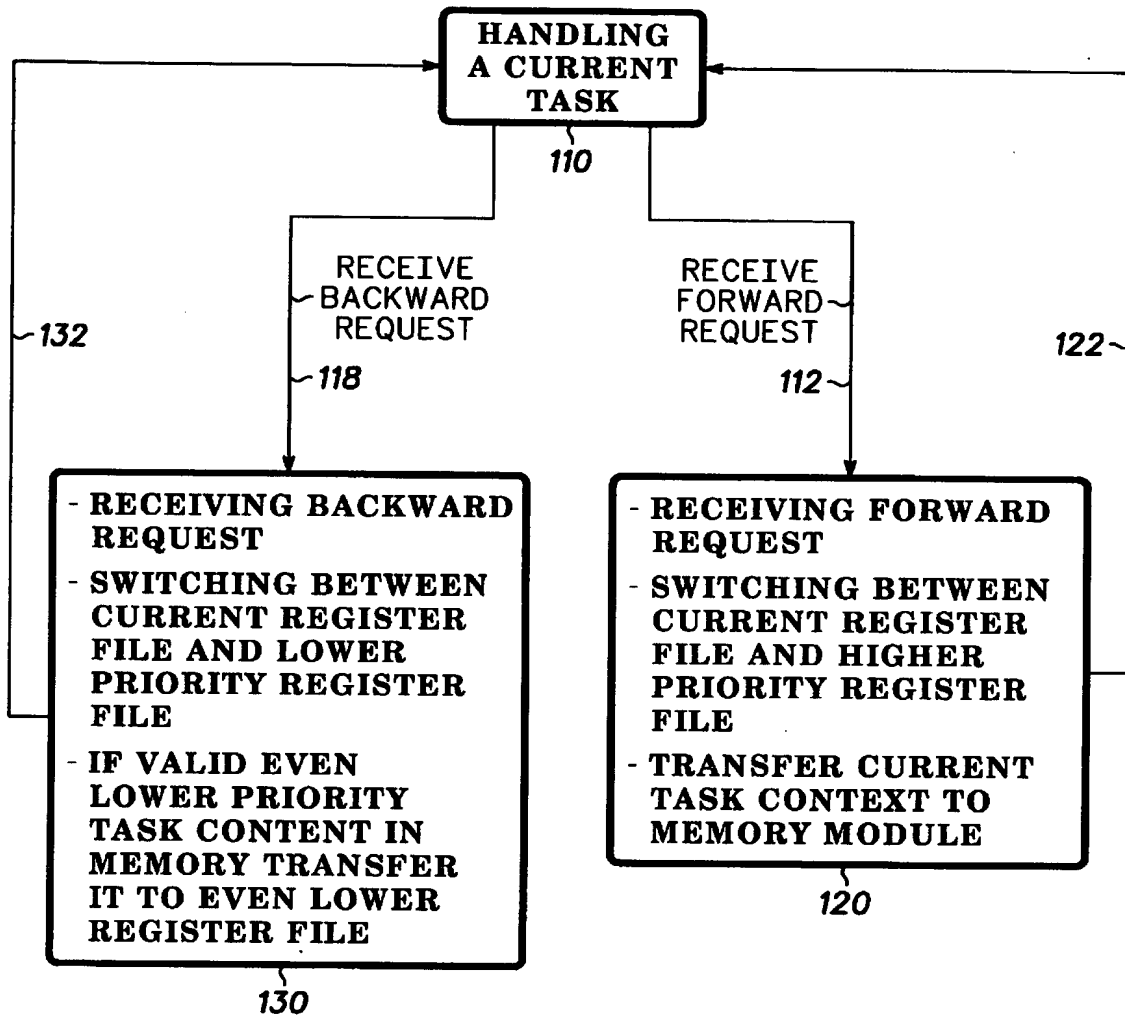 HANDLING
A CURRENT
TASK
110
RECEIVE
BACKWARD
REQUEST
RECEIVE
FORWARD
REQUEST
132
122
118
112
- RECEIVING BACKWARD
REQUEST
- SWITCHING BETWEEN
CURRENT REGISTER
FILE AND LOWER
PRIORITY REGISTER
FILE
- IF VALID EVEN
LOWER PRIORITY
TASK CONTENT IN
MEMORY TRANSFER
IT TO EVEN LOWER
REGISTER FILE
130
- RECEIVING FORWARD
REQUEST
- SWITCHING BETWEEN
CURRENT REGISTER
FILE AND HIGHER
PRIORITY REGISTER
FILE
- TRANSFER CURRENT
TASK CONTEXT TO
MEMORY MODULE
120